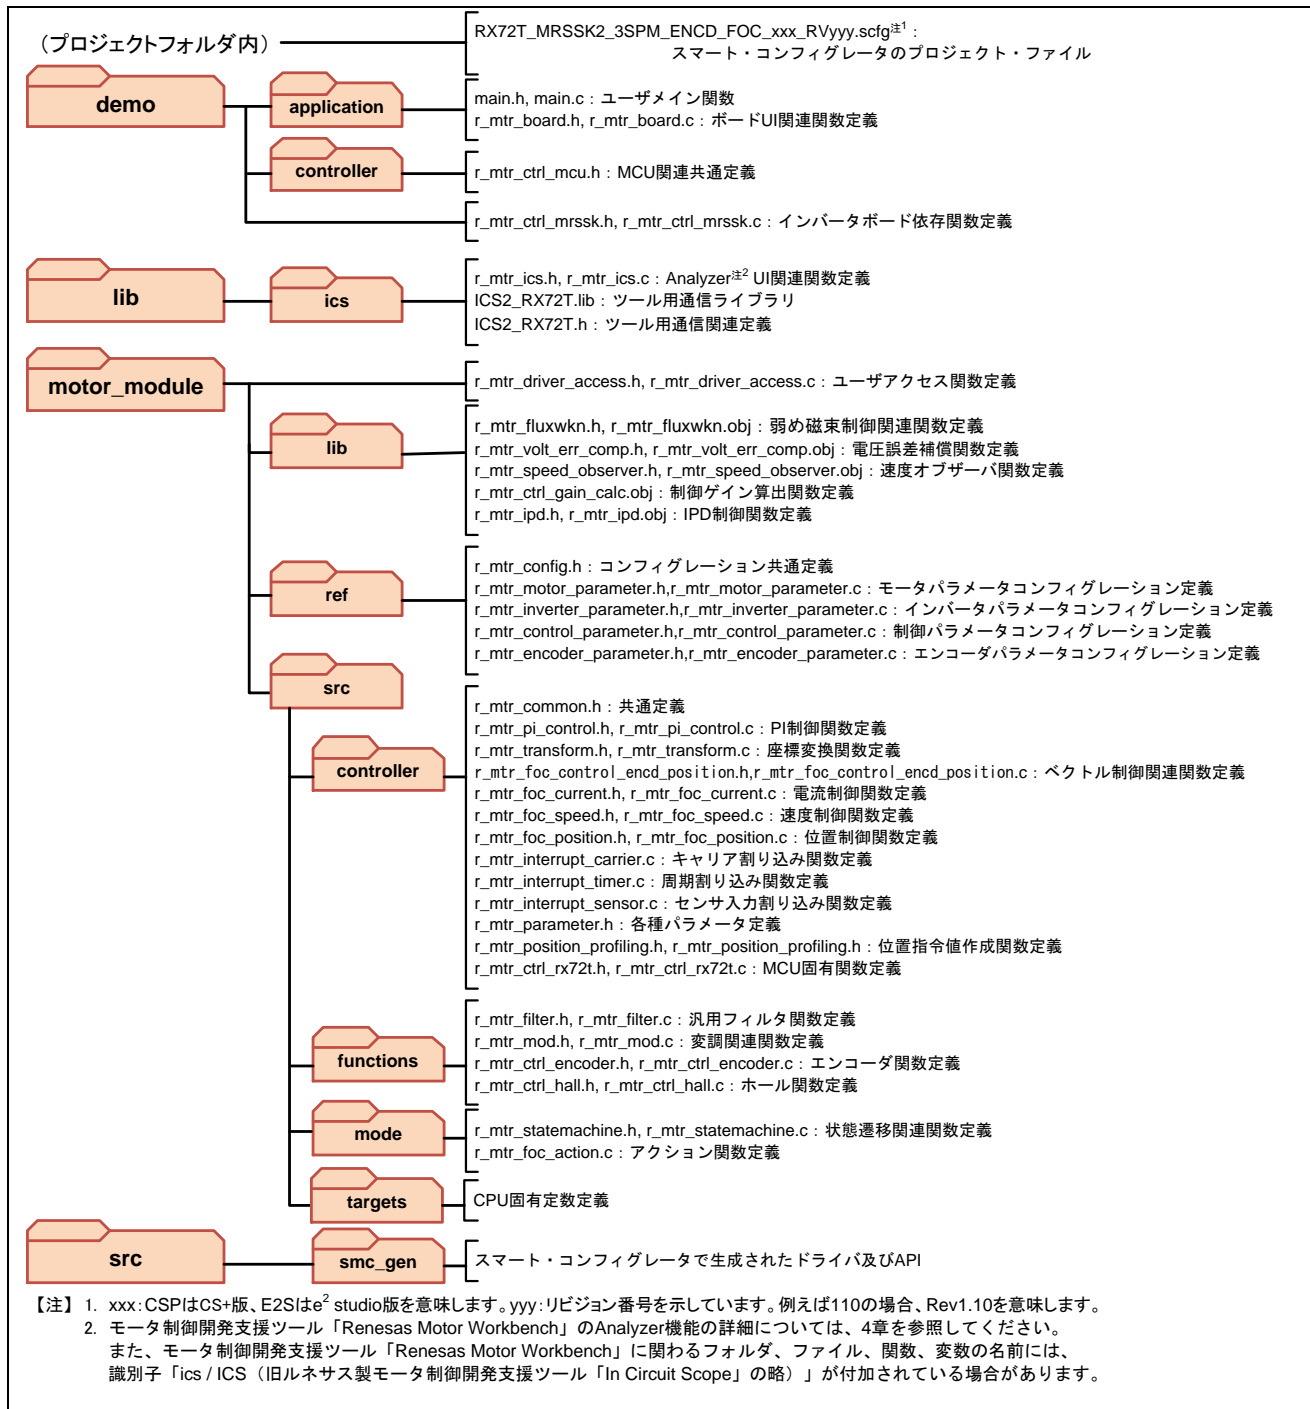 （プロジェクトフォルダ内）
RX72T_MRSSK2_3SPM_ENCD_FOC_xxx_RVyyy.scfg注1：
スマート・コンフィグレータのプロジェクト・ファイル
demo
application
main.h, main.c：ユーザメイン関数
r_mtr_board.h, r_mtr_board.c：ボードUI関連関数定義
controller
r_mtr_ctrl_mcu.h：MCU関連共通定義
r_mtr_ctrl_mrssk.h, r_mtr_ctrl_mrssk.c：インバータボード依存関数定義
lib
ics
r_mtr_ics.h, r_mtr_ics.c：Analyzer注2 UI関連関数定義
ICS2_RX72T.lib：ツール用通信ライブラリ
ICS2_RX72T.h：ツール用通信関連定義
motor_module
r_mtr_driver_access.h, r_mtr_driver_access.c：ユーザアクセス関数定義
lib
r_mtr_fluxwkn.h, r_mtr_fluxwkn.obj：弱め磁束制御関連関数定義
r_mtr_volt_err_comp.h, r_mtr_volt_err_comp.obj：電圧誤差補償関数定義
r_mtr_speed_observer.h, r_mtr_speed_observer.obj：速度オブザーバ関数定義
r_mtr_ctrl_gain_calc.obj：制御ゲイン算出関数定義
r_mtr_ipd.h, r_mtr_ipd.obj：IPD制御関数定義
ref
r_mtr_config.h：コンフィグレーション共通定義
r_mtr_motor_parameter.h,r_mtr_motor_parameter.c：モータパラメータコンフィグレーション定義
r_mtr_inverter_parameter.h,r_mtr_inverter_parameter.c：インバータパラメータコンフィグレーション定義
r_mtr_control_parameter.h,r_mtr_control_parameter.c：制御パラメータコンフィグレーション定義
r_mtr_encoder_parameter.h,r_mtr_encoder_parameter.c：エンコーダパラメータコンフィグレーション定義
src
controller
r_mtr_common.h：共通定義
r_mtr_pi_control.h, r_mtr_pi_control.c：PI制御関数定義
r_mtr_transform.h, r_mtr_transform.c：座標変換関数定義
r_mtr_foc_control_encd_position.h,r_mtr_foc_control_encd_position.c：ベクトル制御関連関数定義
r_mtr_foc_current.h, r_mtr_foc_current.c：電流制御関数定義
r_mtr_foc_speed.h, r_mtr_foc_speed.c：速度制御関数定義
r_mtr_foc_position.h, r_mtr_foc_position.c：位置制御関数定義
r_mtr_interrupt_carrier.c：キャリア割り込み関数定義
r_mtr_interrupt_timer.c：周期割り込み関数定義
r_mtr_interrupt_sensor.c：センサ入力割り込み関数定義
r_mtr_parameter.h：各種パラメータ定義
r_mtr_position_profiling.h, r_mtr_position_profiling.h：位置指令値作成関数定義
r_mtr_ctrl_rx72t.h, r_mtr_ctrl_rx72t.c：MCU固有関数定義
functions
r_mtr_filter.h, r_mtr_filter.c：汎用フィルタ関数定義
r_mtr_mod.h, r_mtr_mod.c：変調関連関数定義
r_mtr_ctrl_encoder.h, r_mtr_ctrl_encoder.c：エンコーダ関数定義
r_mtr_ctrl_hall.h, r_mtr_ctrl_hall.c：ホール関数定義
mode
r_mtr_statemachine.h, r_mtr_statemachine.c：状態遷移関連関数定義
r_mtr_foc_action.c：アクション関数定義
targets
CPU固有定数定義
src
smc_gen
スマート・コンフィグレータで生成されたドライバ及びAPI
【注】 1. xxx：CSPはCS+版、E2Sはe2 studio版を意味します。yyy：リビジョン番号を示しています。例えば110の場合、Rev1.10を意味します。
2. モータ制御開発支援ツール「Renesas Motor Workbench」のAnalyzer機能の詳細については、4章を参照してください。
また、モータ制御開発支援ツール「Renesas Motor Workbench」に関わるフォルダ、ファイル、関数、変数の名前には、
識別子「ics / ICS（旧ルネサス製モータ制御開発支援ツール「In Circuit Scope」の略）」が付加されている場合があります。